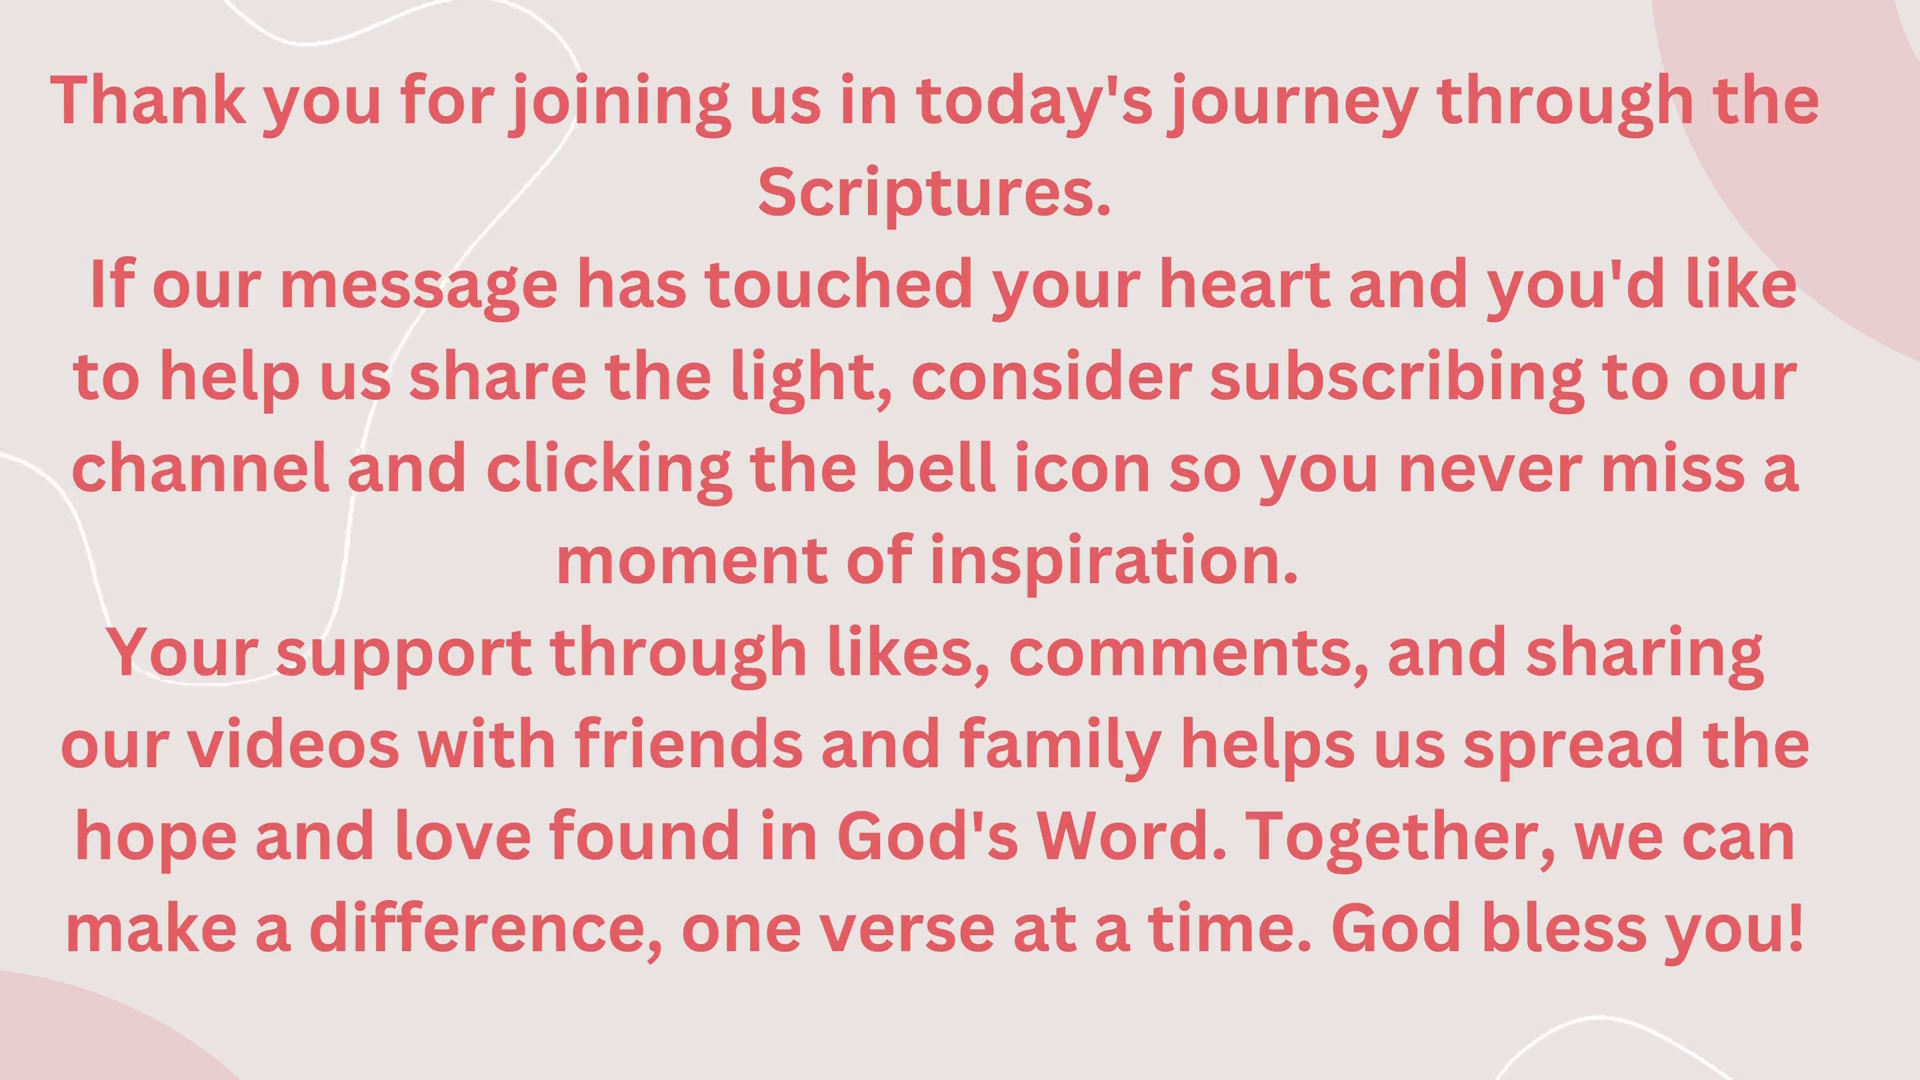 Thank you for joining us in today's journey through the
Scriptures.
If our message has touched your heart and you'd like
to help us share the light, consider subscribing to our
channel and clicking the bell icon so you never miss a
moment of inspiration.
Your support through likes, comments, and sharing
our videos with friends and family helps us spread the
hope and love found in God's Word. Together, we can
make a difference, one verse at a time. God bless you!